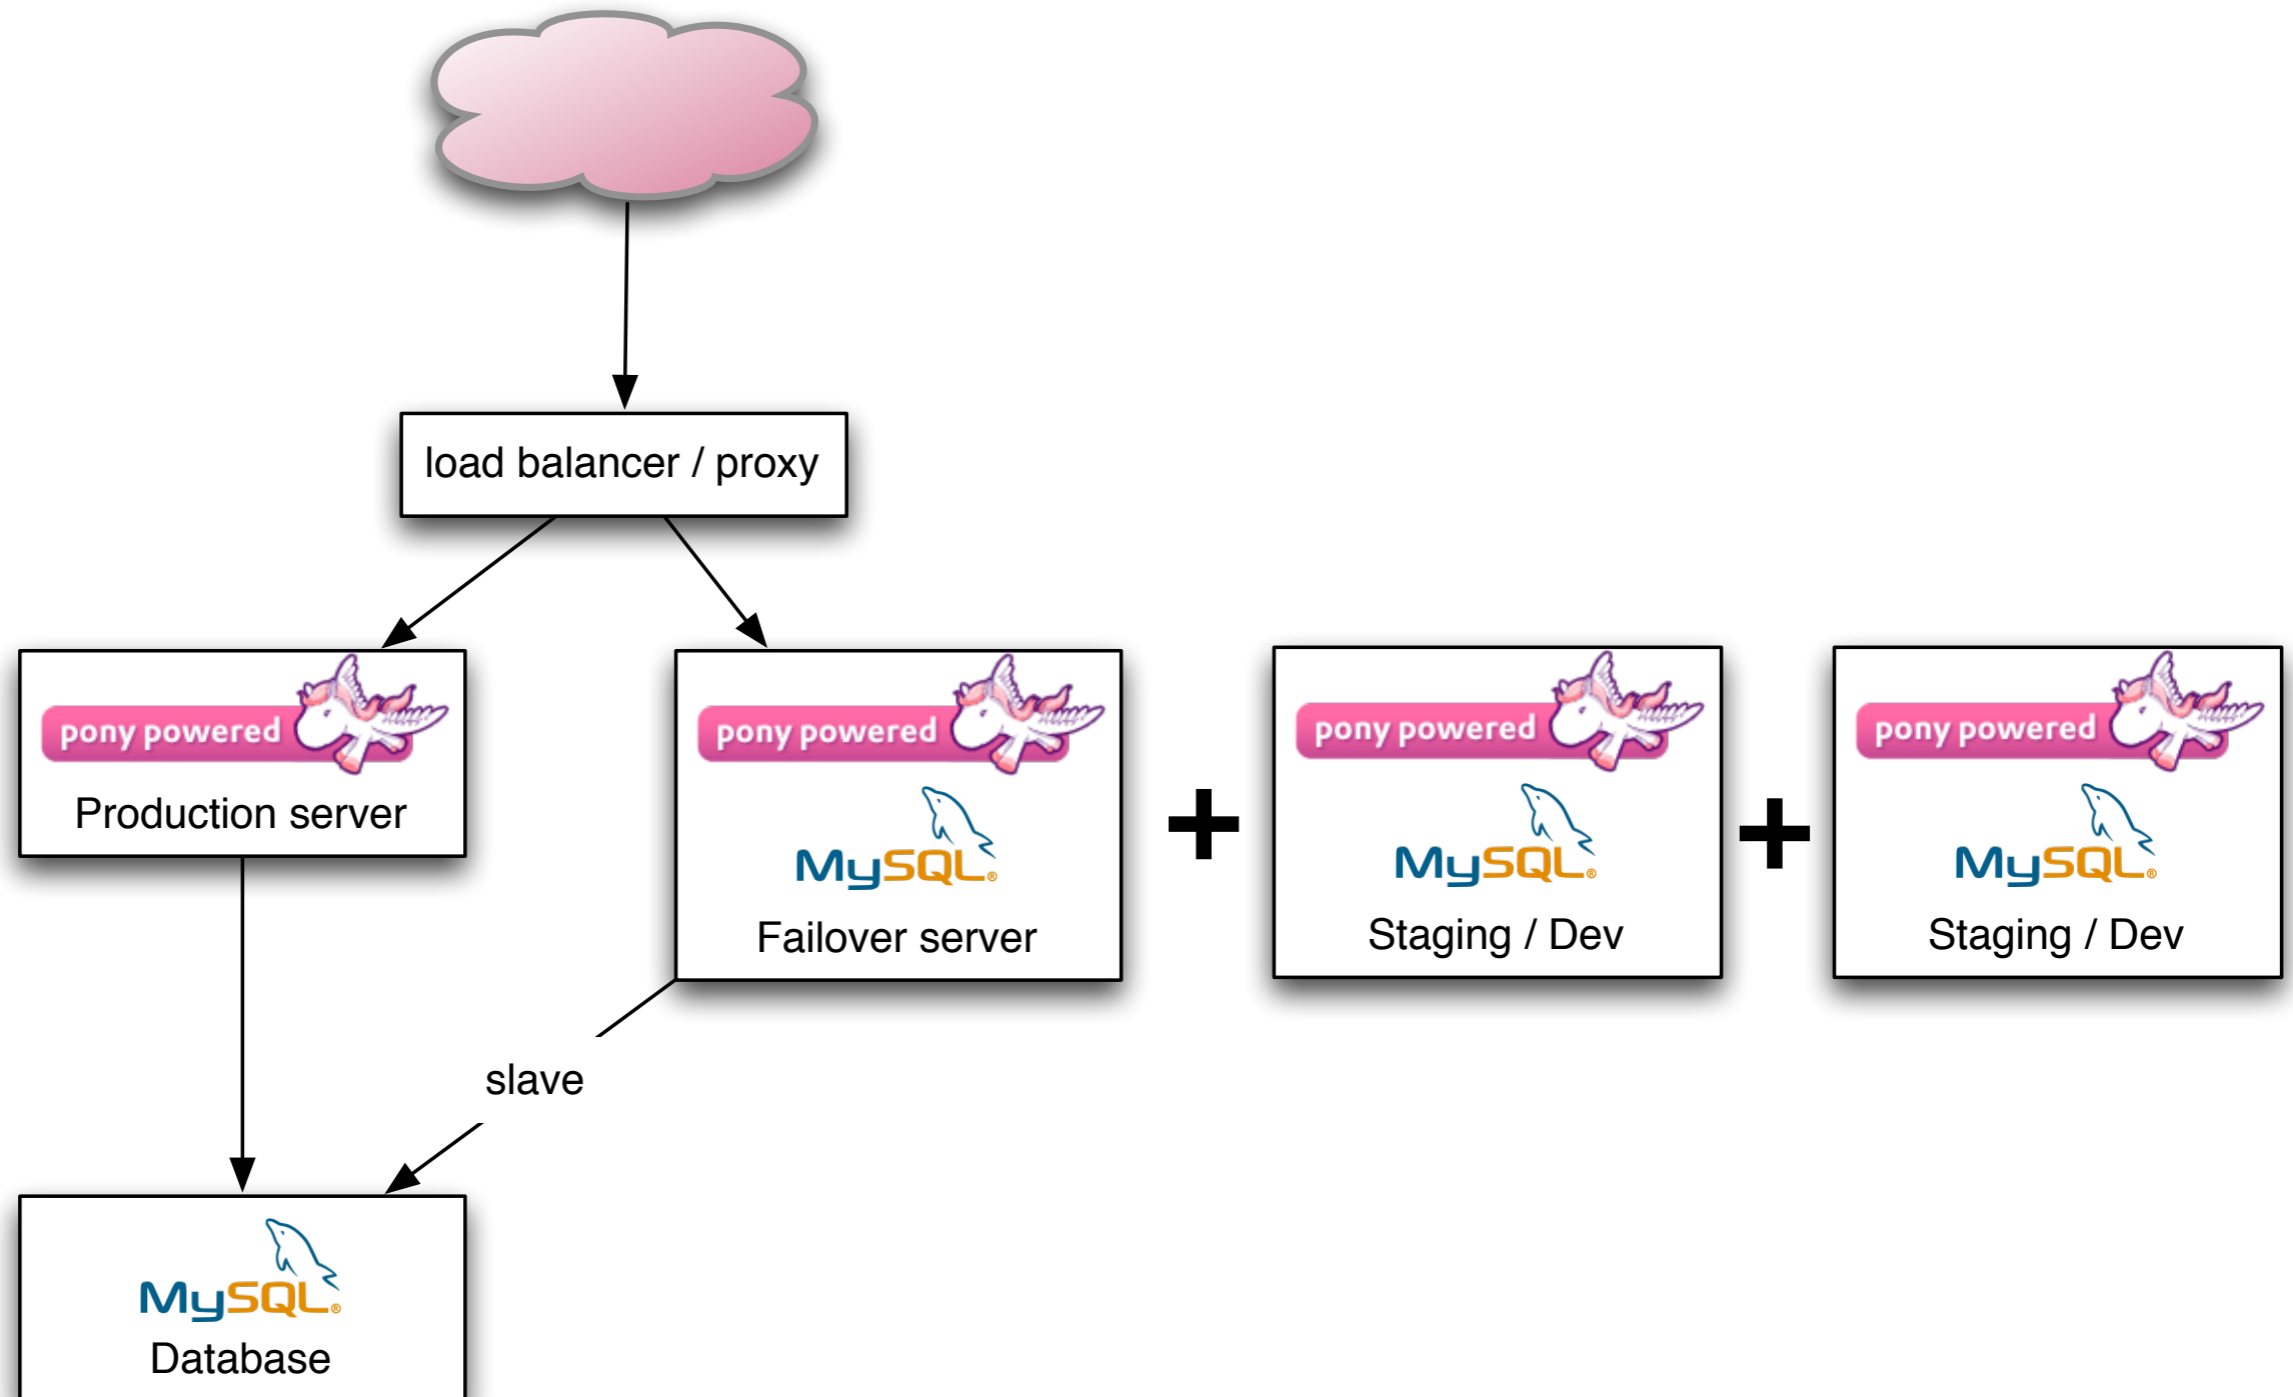 load balancer / proxy
pony powered
Production server
pony powered
MySQL®
Failover server
+
pony powered
MySQL®
Staging / Dev
+
pony powered
MySQL®
Staging / Dev
slave
MySQL®
Database